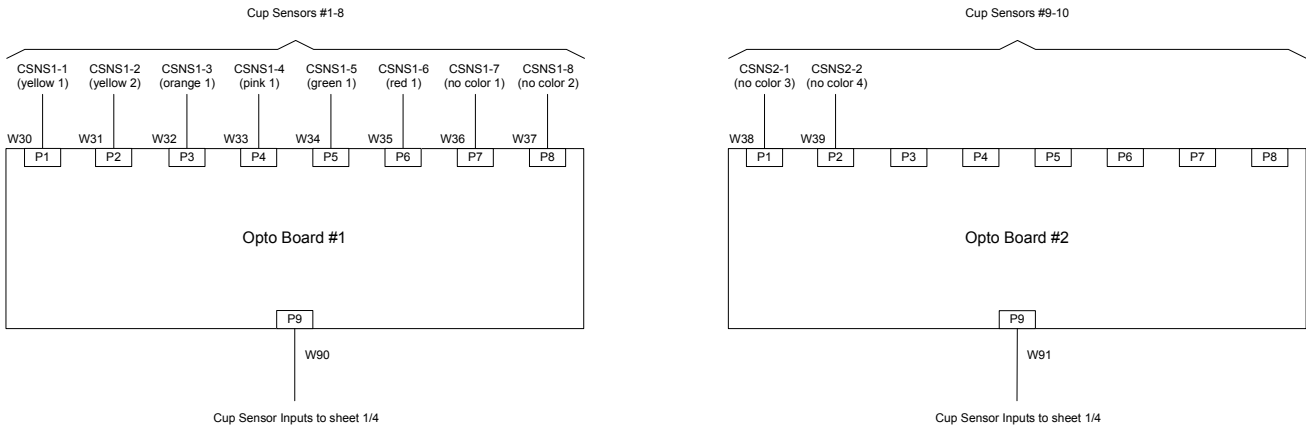 Cup Sensors #1-8
CSNS1-1 CSNS1-2 CSNS1-3 CSNS1-4 CSNS1-5 CSNS1-6 CSNS1-7 CSNS1-8
(yellow 1) (yellow 2) (orange 1) (pink 1) (green 1) (red 1) (no color 1) (no color 2)
W30 W31 W32 W33 W34 W35 W36 W37
P1 P2 P3 P4 P5 P6 P7 P8
Opto Board #1
P9
W90
Cup Sensor Inputs to sheet 1/4
Cup Sensors #9-10
CSNS2-1 CSNS2-2
(no color 3) (no color 4)
W38 W39
P1 P2 P3 P4 P5 P6 P7 P8
Opto Board #2
P9
W91
Cup Sensor Inputs to sheet 1/4